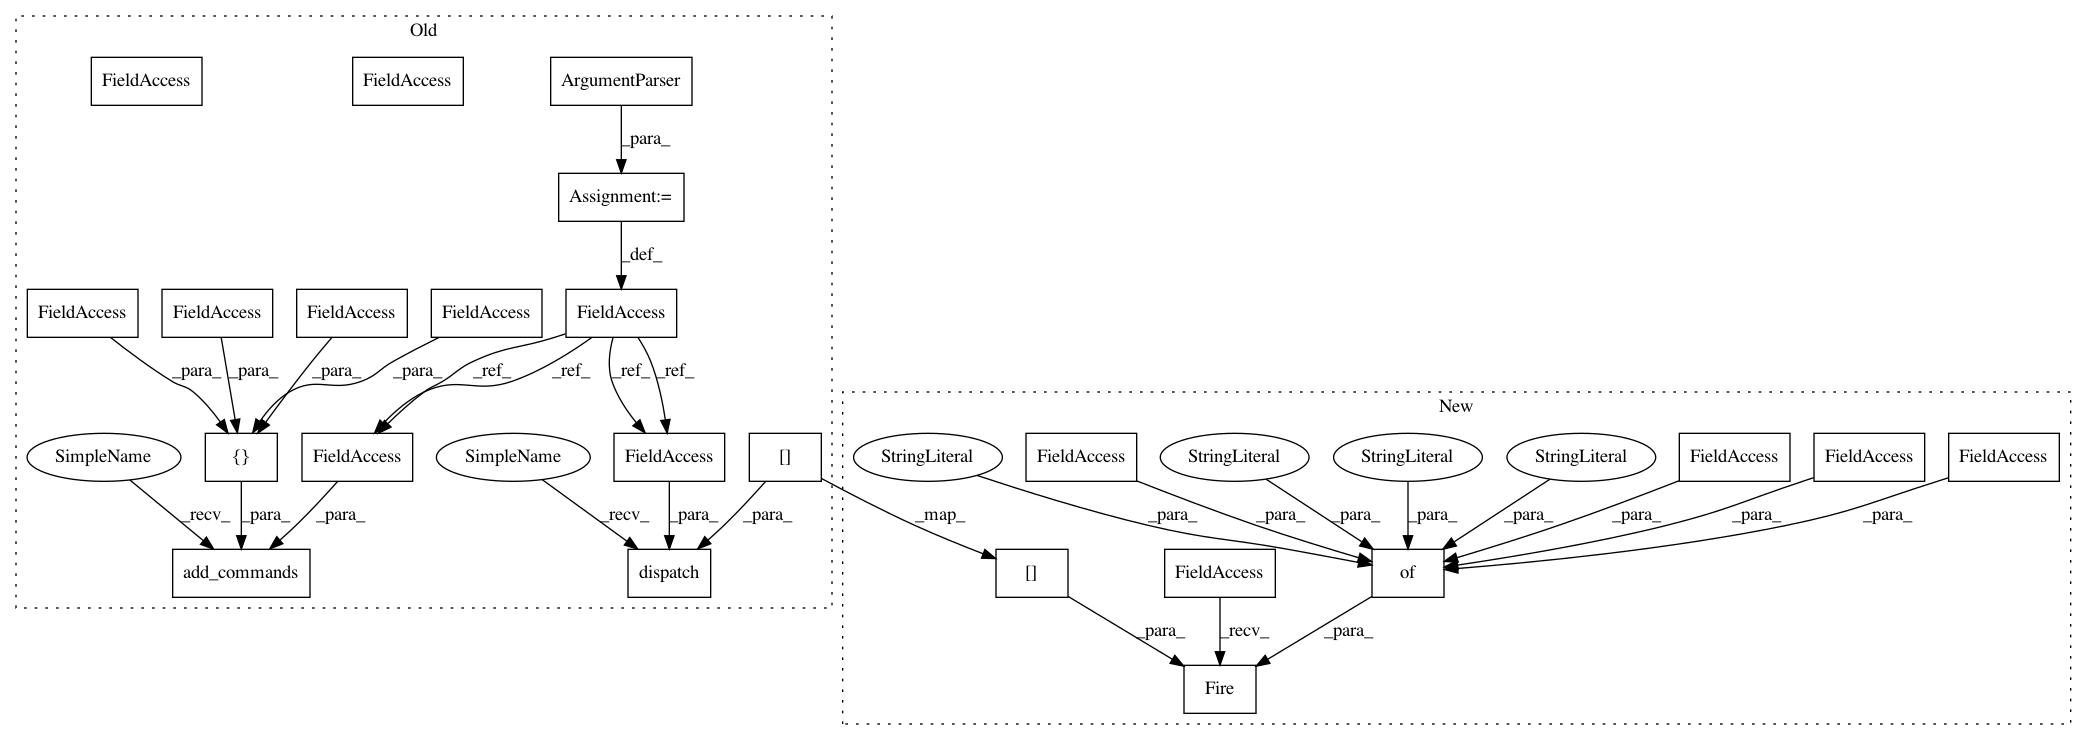 Old
FieldAccess
FieldAccess
ArgumentParser
_para_
Assignment:=
_def_
FieldAccess
FieldAccess
FieldAccess
FieldAccess
FieldAccess
_para_
_para_
_para_
_para_
_ref_
_ref_
_ref_
_ref_
SimpleName
{}
FieldAccess
SimpleName
FieldAccess
[]
_recv_
_para_
_para_
_recv_
_para_
_para_
_map_
add_commands
dispatch
New
StringLiteral
FieldAccess
StringLiteral
StringLiteral
StringLiteral
FieldAccess
FieldAccess
FieldAccess
_para_
_para_
_para_
_para_
_para_
_para_
_para_
_para_
[]
FieldAccess
of
_para_
_recv_
_para_
Fire